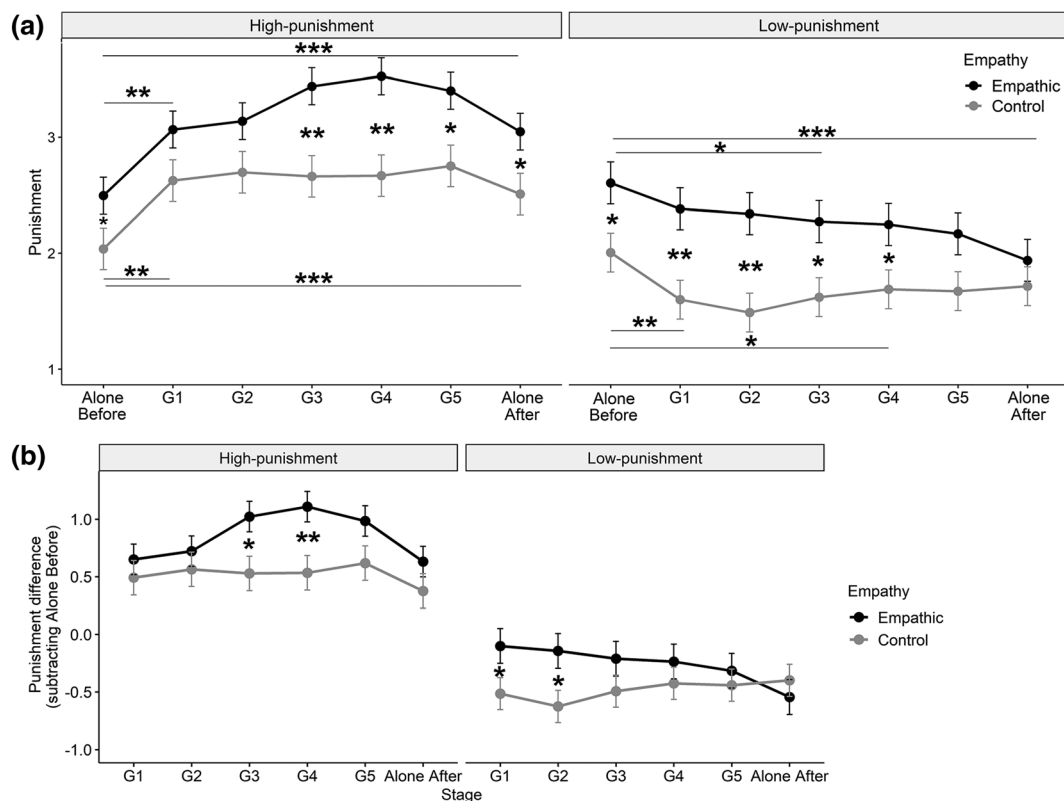 (a)
High-punishment
Low-punishment
***
**
** ** *
*
*
**
***
Empathy
Empathic
Control
***
*
*
** ** * *
**
*
3
2
1
Punishment
Alone Before G1 G2 G3 G4 G5 Alone After
Alone Before G1 G2 G3 G4 G5 Alone After
(b)
High-punishment
Low-punishment
* **
* *
1.0
0.5
0.0
-0.5
-1.0
Punishment difference
(subtracting Alone Before)
Empathy
Empathic
Control
G1 G2 G3 G4 G5 Alone After
G1 G2 G3 G4 G5 Alone After
Stage